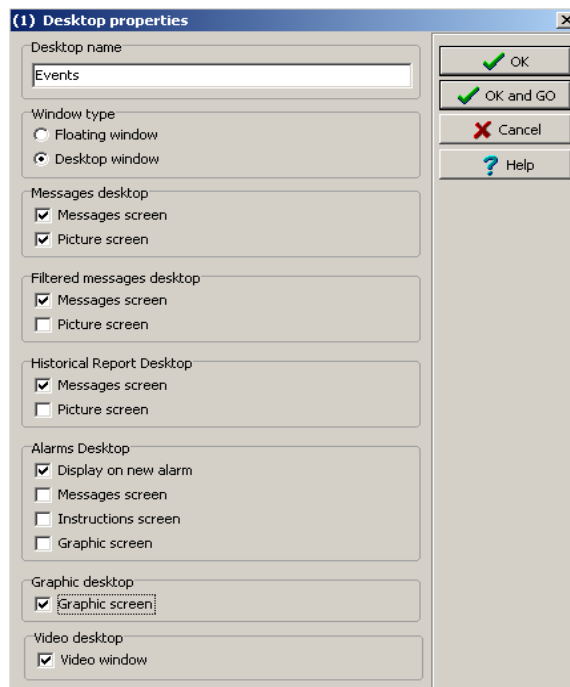 (1) Desktop properties
Desktop name
Events
Window type
Floating window
Desktop window
Messages desktop
Messages screen
Picture screen
Filtered messages desktop
Messages screen
Picture screen
Historical Report Desktop
Messages screen
Picture screen
Alarms Desktop
Display on new alarm
Messages screen
Instructions screen
Graphic screen
Graphic desktop
Graphic screen
Video desktop
Video window
OK
OK and GO
Cancel
Help